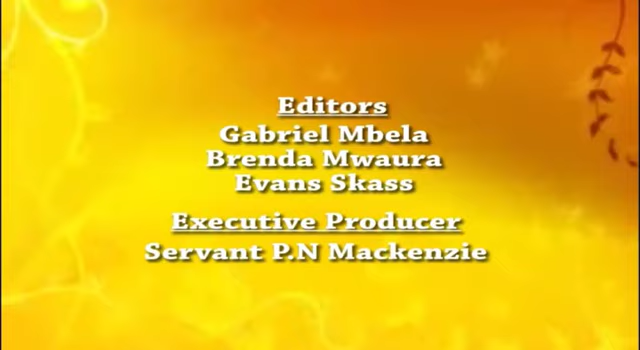 Editors
Gabriel Mbela
Brenda Mwaura
Evans Skass
Executive Producer
Servant P.N Mackenzie